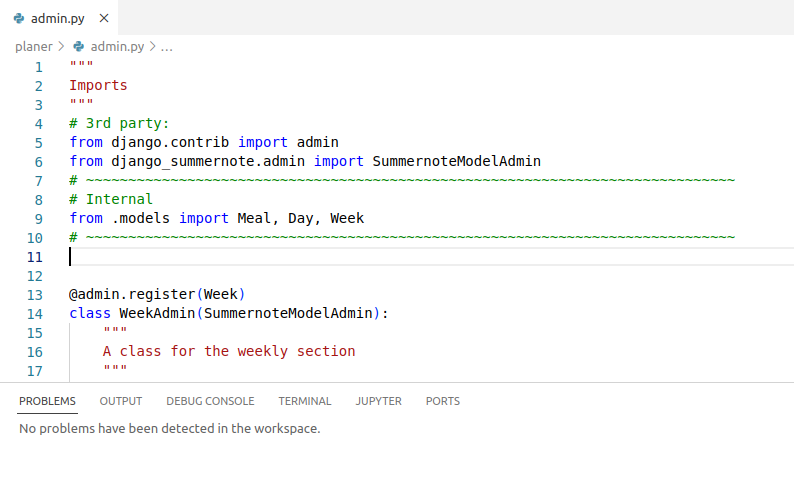 admin.py ×
planer > admin.py > ...
1 """
2 Imports
3 """
4 # 3rd party:
5 from django.contrib import admin
6 from django_summernote.admin import SummernoteModelAdmin
7 # ~~~~~~~~~~~~~~~~~~~~~~~~~~~~~~~~~~~~~~~~~~~~~~~~~~~~~~~~~~~~~~~~~~~~~~~~~~~~~
8 # Internal
9 from .models import Meal, Day, Week
10 # ~~~~~~~~~~~~~~~~~~~~~~~~~~~~~~~~~~~~~~~~~~~~~~~~~~~~~~~~~~~~~~~~~~~~~~~~~~~~~
11
12
13 @admin.register(Week)
14 class WeekAdmin(SummernoteModelAdmin):
15     """
16     A class for the weekly section
17     """
PROBLEMS OUTPUT DEBUG CONSOLE TERMINAL JUPYTER PORTS
No problems have been detected in the workspace.